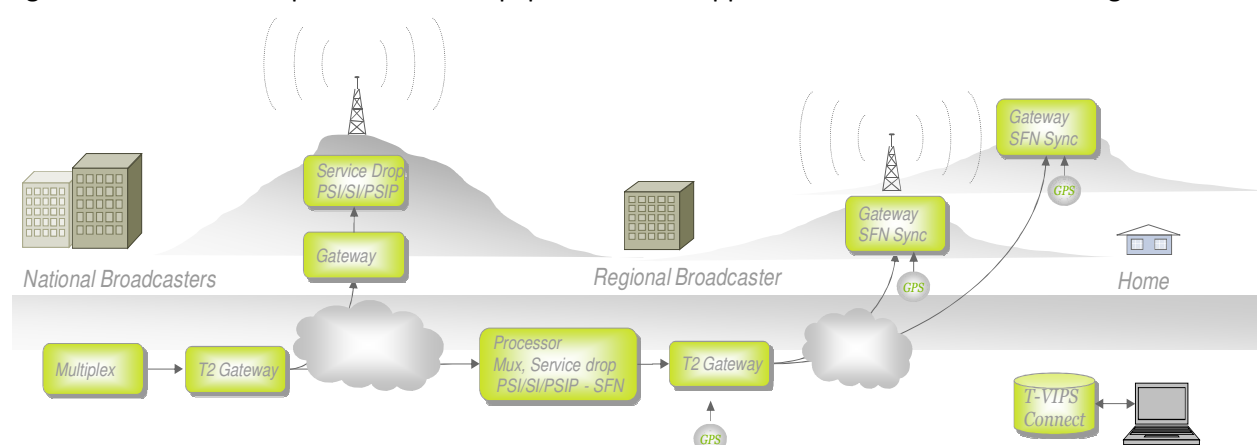 Gateway
SFN Sync
Service Drop
PSI/SI/PSIP
GPS
Gateway
SFN Sync
Gateway
National Broadcasters
Regional Broadcaster
Home
GPS
Multiplex
T2 Gateway
Processor
Mux, Service drop
PSI/SI/PSIP - SFN
T2 Gateway
T-VIPS
Connect
GPS